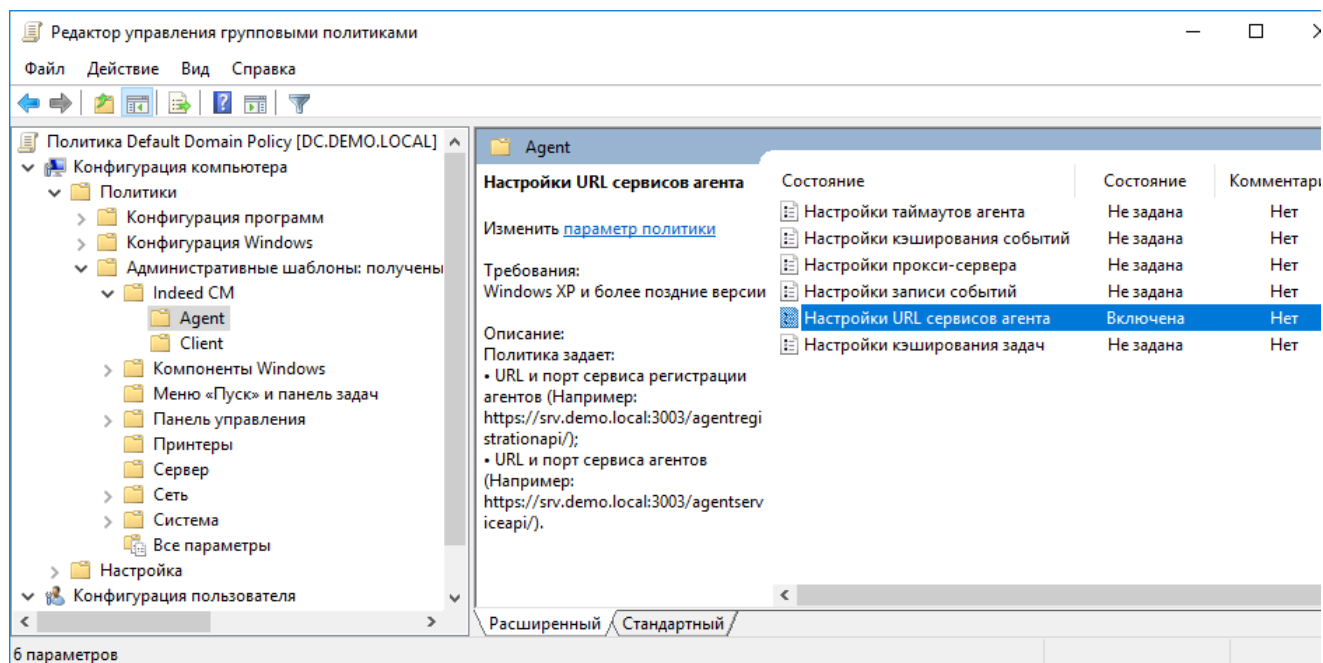 Редактор управления групповыми политиками
Файл Действие Вид Справка
Политика Default Domain Policy [DC.DEMO.LOCAL]
Конфигурация компьютера
Политики
Конфигурация программ
Конфигурация Windows
Административные шаблоны: получены
Indeed CM
Agent
Client
Компоненты Windows
Меню «Пуск» и панель задач
Панель управления
Принтеры
Сервер
Сеть
Система
Все параметры
Настройка
Конфигурация пользователя
Agent
Настройки URL сервисов агента
Изменить параметр политики
Требования:
Windows XP и более поздние версии
Описание:
Политика задает:
• URL и порт сервиса регистрации
агентов (Например:
https://srv.demo.local:3003/agentregi
strationapi/);
• URL и порт сервиса агентов
(Например:
https://srv.demo.local:3003/agentserv
iceapi/).
Состояние Состояние Комментари
Настройки таймаутов агента Не задана Нет
Настройки кэширования событий Не задана Нет
Настройки прокси-сервера Не задана Нет
Настройки записи событий Не задана Нет
Настройки URL сервисов агента Включена Нет
Настройки кэширования задач Не задана Нет
Расширенный Стандартный
6 параметров